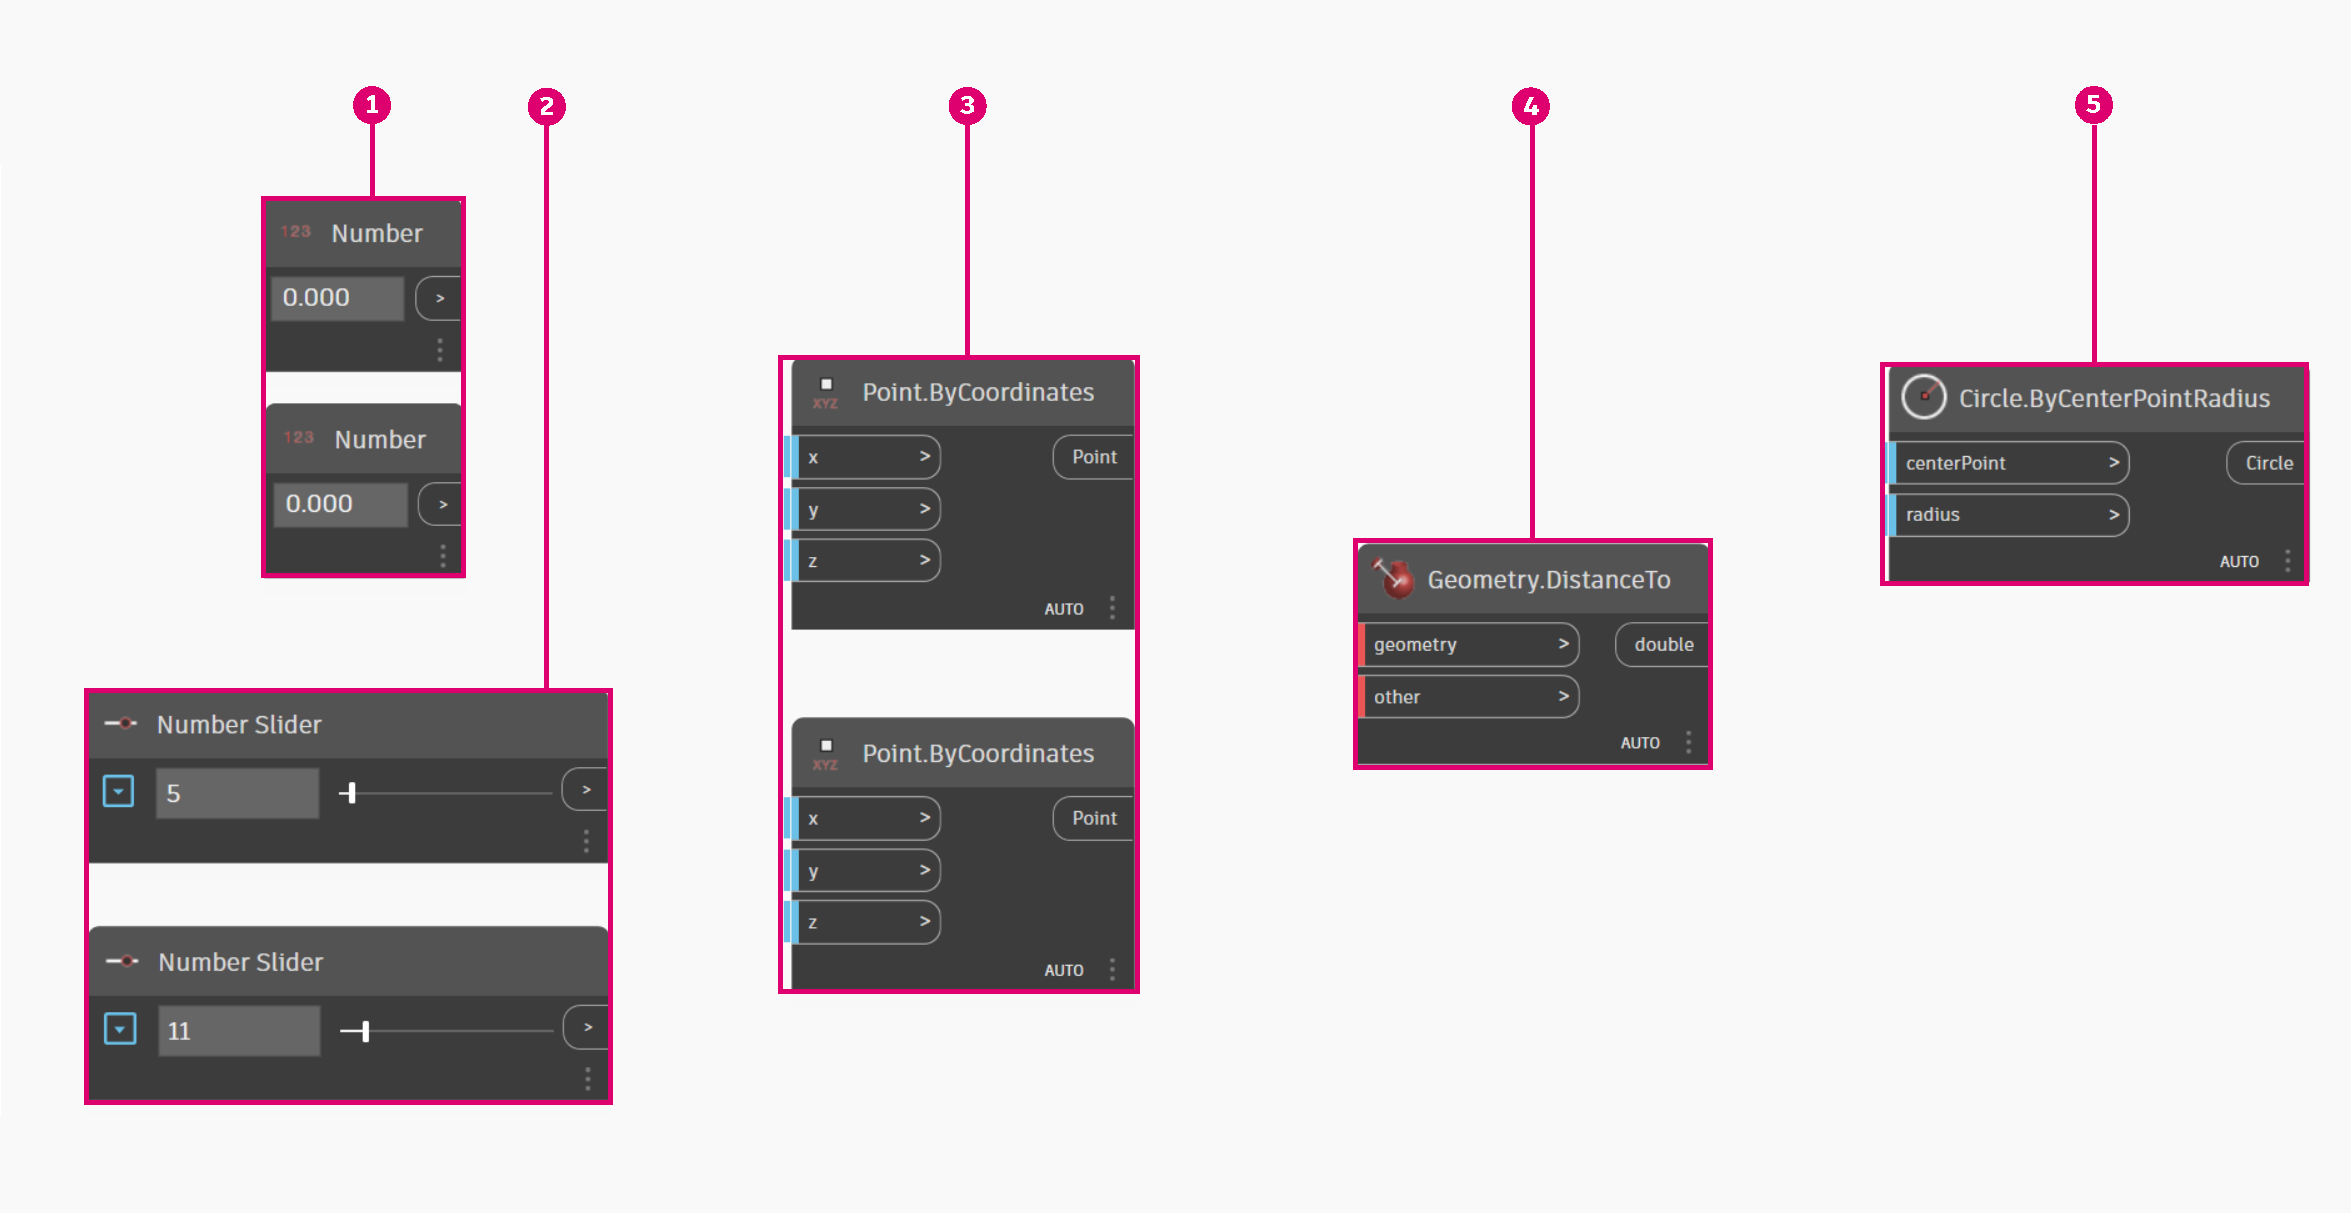 1
2
3
4
5
123 Number
0.000 >
123 Number
0.000 >
Number Slider
5 >
Number Slider
11 >
XYZ Point.ByCoordinates
x > Point
y >
z >
AUTO
XYZ Point.ByCoordinates
x > Point
y >
z >
AUTO
Geometry.DistanceTo
geometry > double
other >
AUTO
Circle.ByCenterPointRadius
centerPoint > Circle
radius >
AUTO